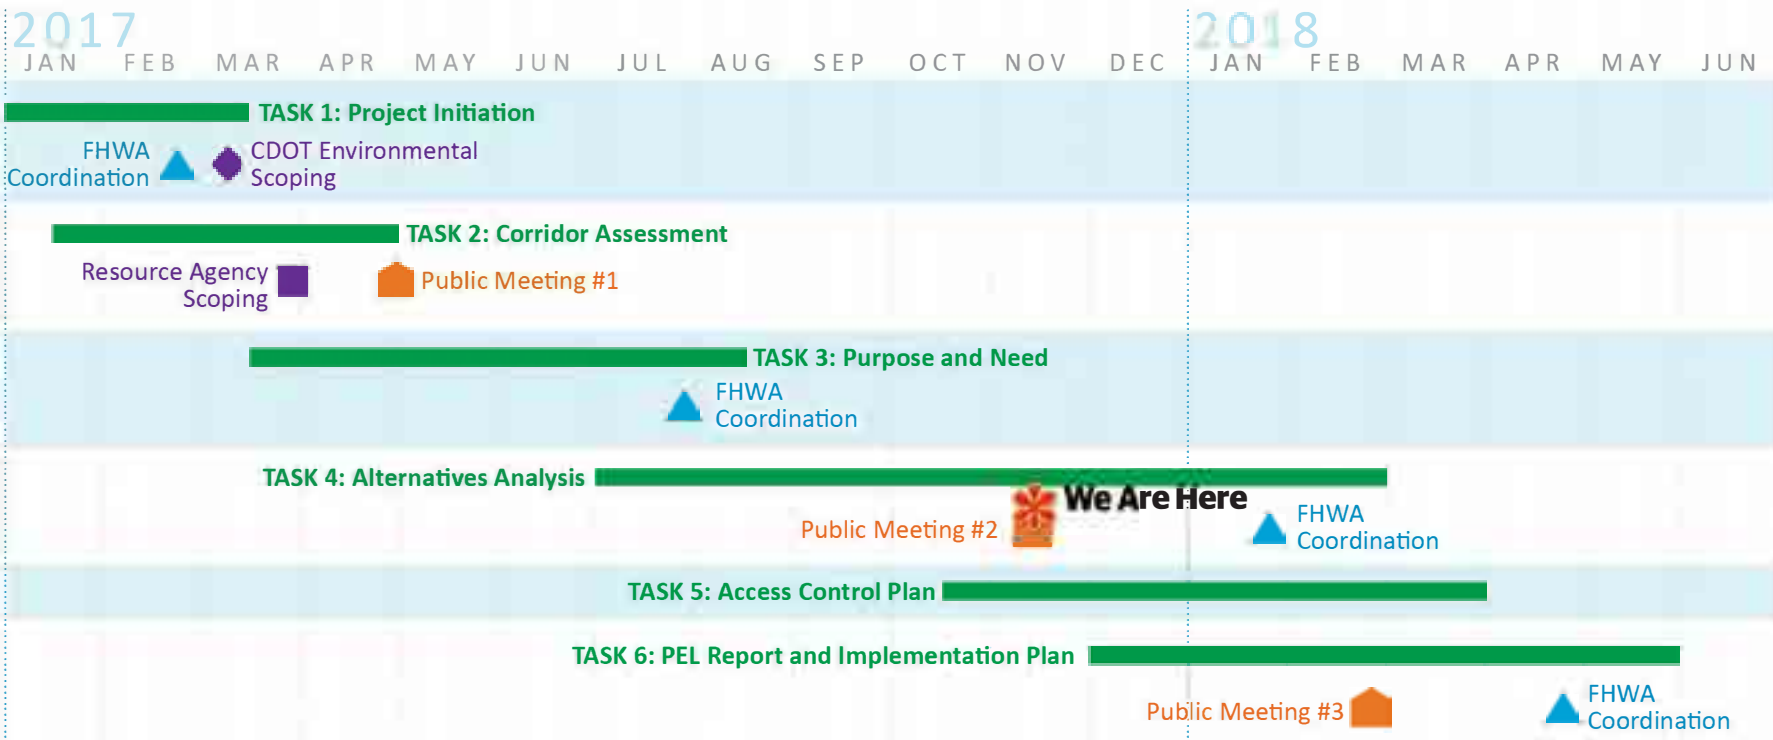 2017 2018
JAN FEB MAR APR MAY JUN JUL AUG SEP OCT NOV DEC JAN FEB MAR APR MAY JUN
TASK 1: Project Initiation
FHWA
Coordination
CDOT Environmental
Scoping
TASK 2: Corridor Assessment
Resource Agency
Scoping
Public Meeting #1
TASK 3: Purpose and Need
FHWA
Coordination
TASK 4: Alternatives Analysis
We Are Here
Public Meeting #2
FHWA
Coordination
TASK 5: Access Control Plan
TASK 6: PEL Report and Implementation Plan
Public Meeting #3
FHWA
Coordination